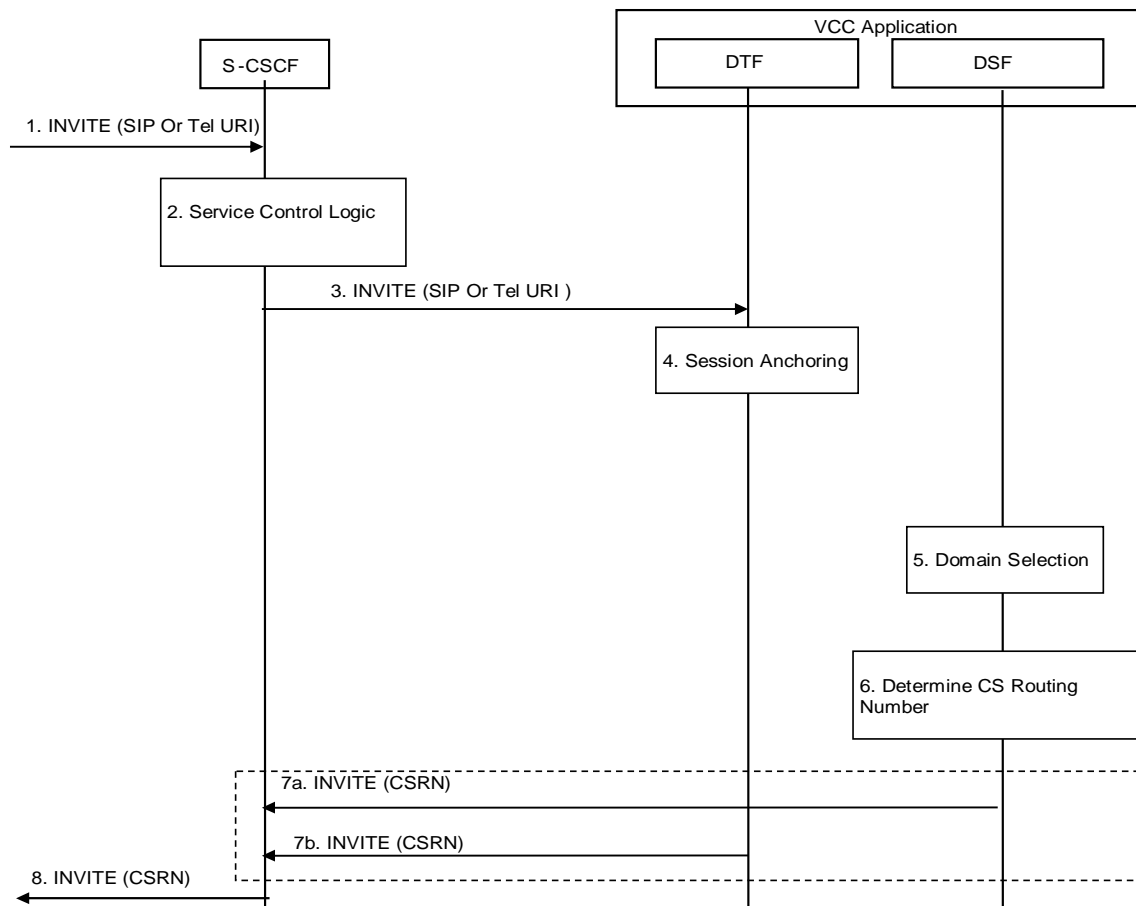 VCC Application
S-CSCF
DTF
DSF
1. INVITE (SIP Or Tel URI)
2. Service Control Logic
3. INVITE (SIP Or Tel URI )
4. Session Anchoring
5. Domain Selection
6. Determine CS Routing
Number
7a. INVITE (CSRN)
7b. INVITE (CSRN)
8. INVITE (CSRN)